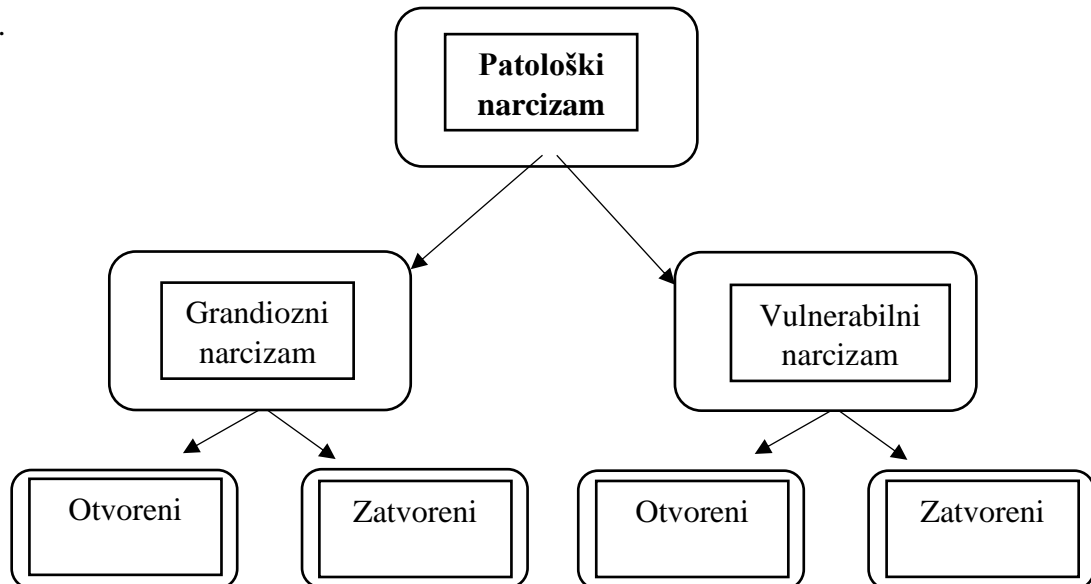 .
Patološki
narcizam
Grandiozni
narcizam
Vulnerabilni
narcizam
Otvoreni
Zatvoreni
Otvoreni
Zatvoreni